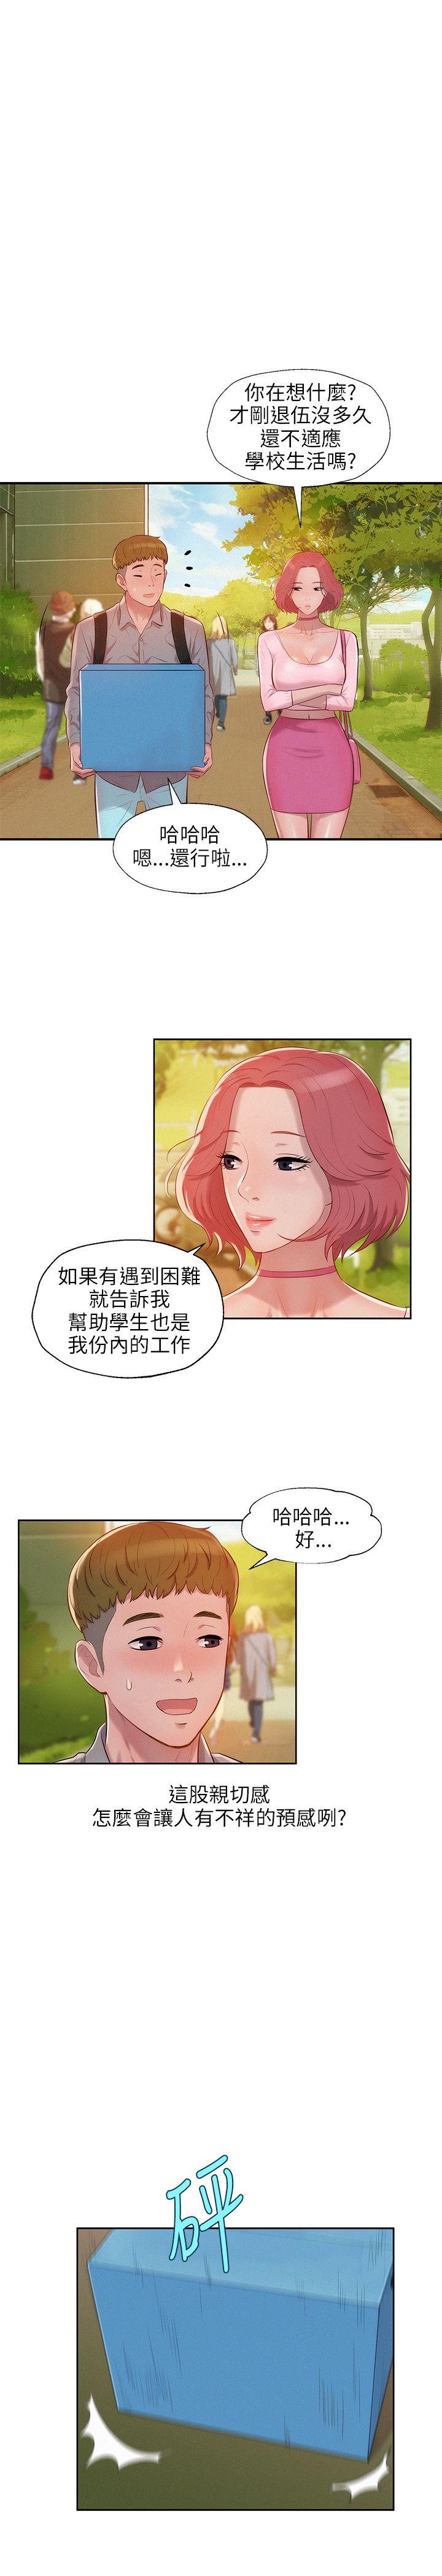 你在想什麼?
才剛退伍沒多久
還不適應
學校生活嗎?
哈哈哈
嗯...還行啦...
如果有遇到困難
就告訴我
幫助學生也是
我份內的工作
哈哈哈...
好...
這股親切感
怎麼會讓人有不祥的預感咧?
砰